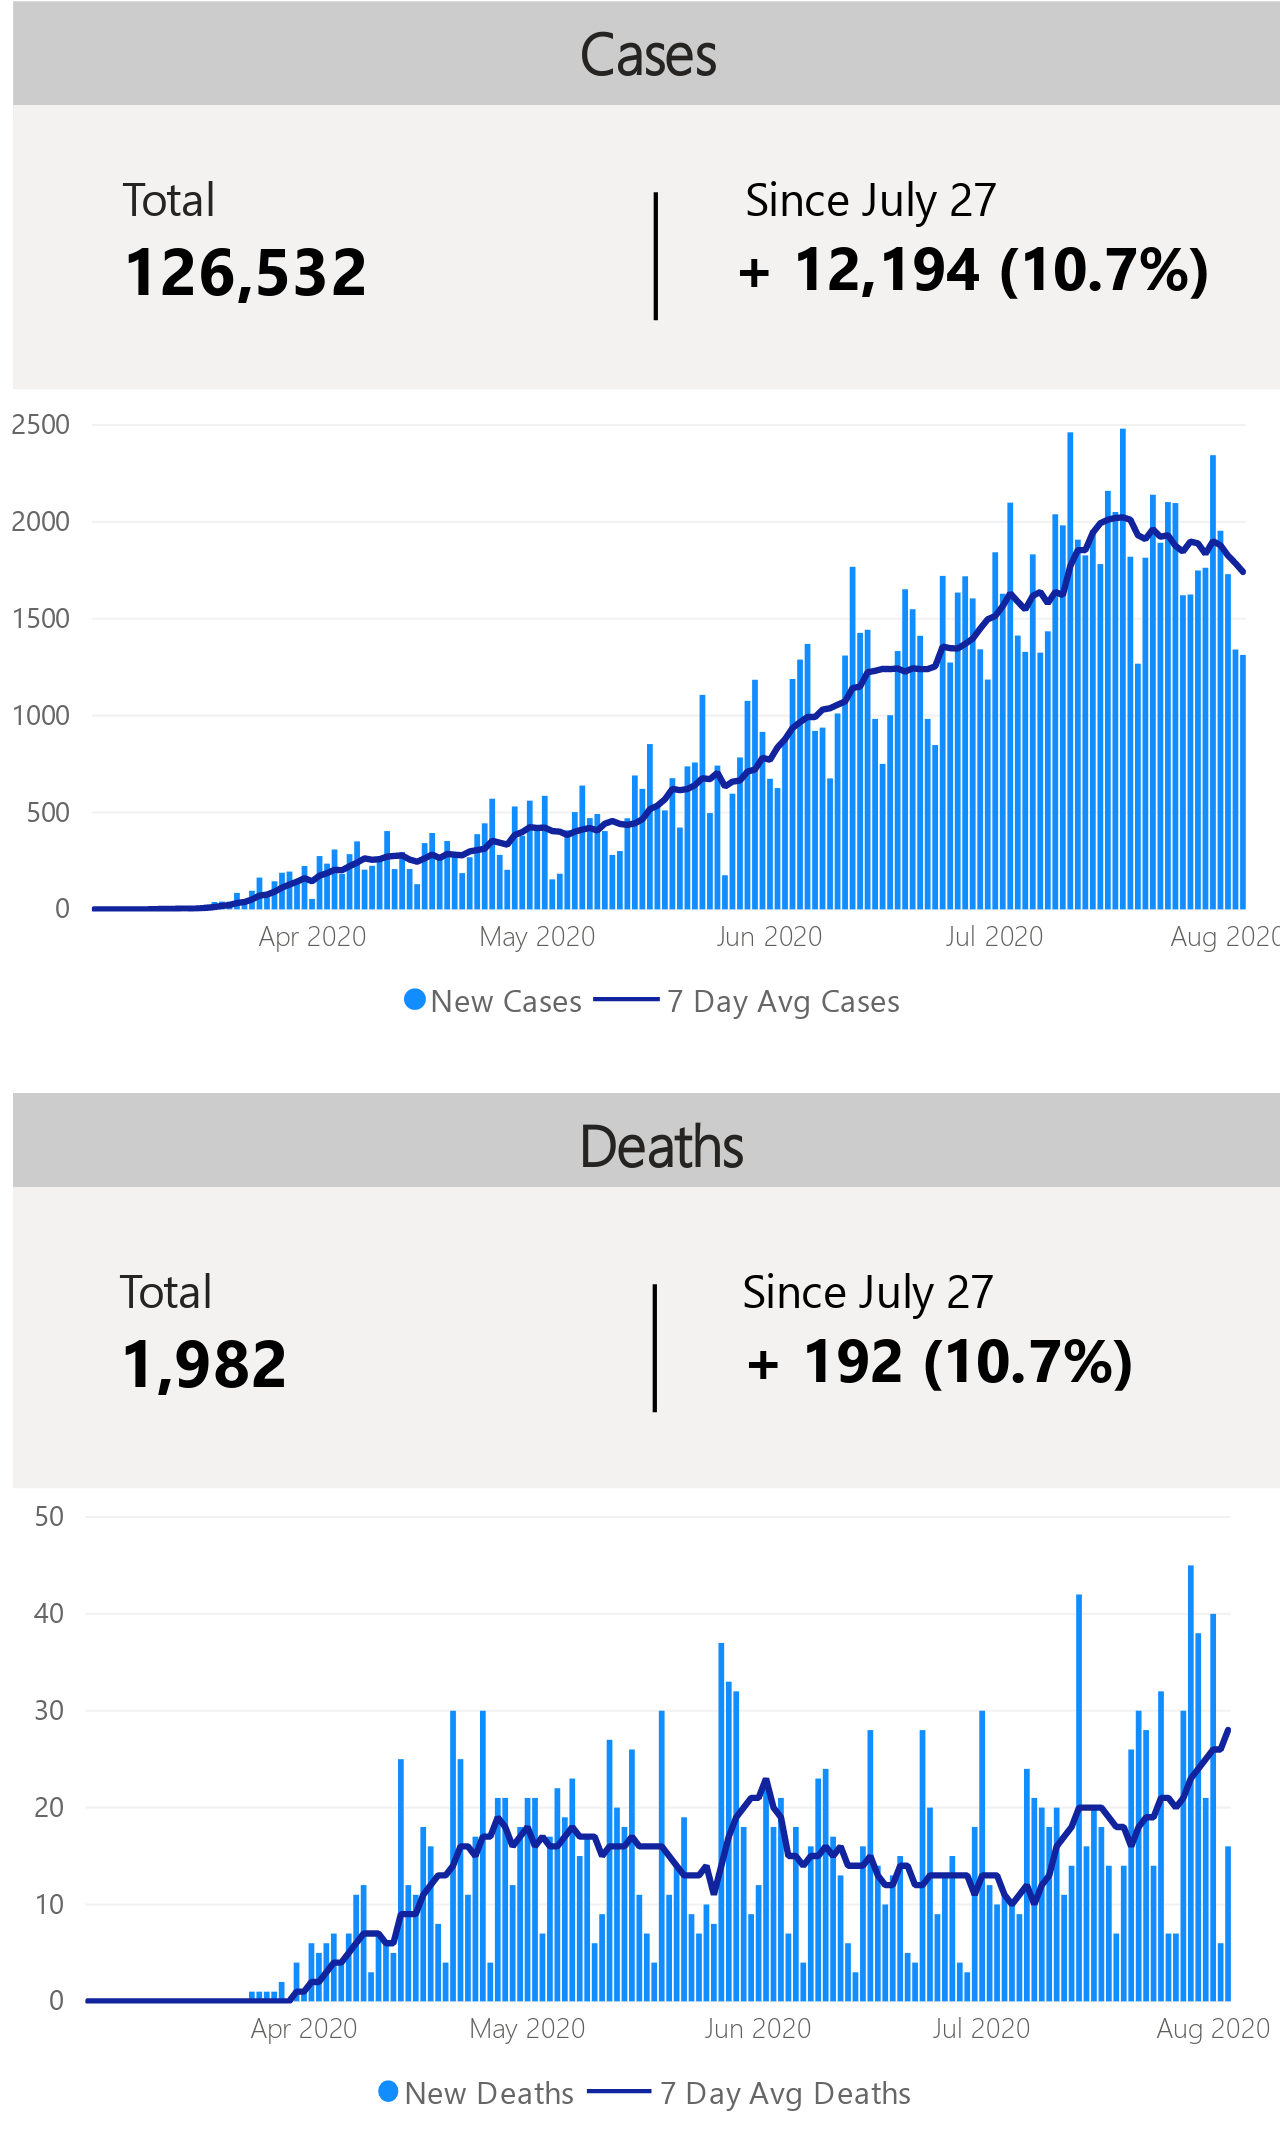 Cases
Total
Since July 27
126,532
+ 12,194 (10.7%)
2500
2000
1500
1000
500
0
Apr 2020
May 2020
Jun 2020
Jul 2020
Aug 2020
New Cases
7 Day Avg Cases
Deaths
Total
Since July 27
1,982
+ 192 (10.7%)
50
40
30
20
10
0
Apr 2020
May 2020
Jun 2020
Jul 2020
Aug 2020
New Deaths
7 Day Avg Deaths